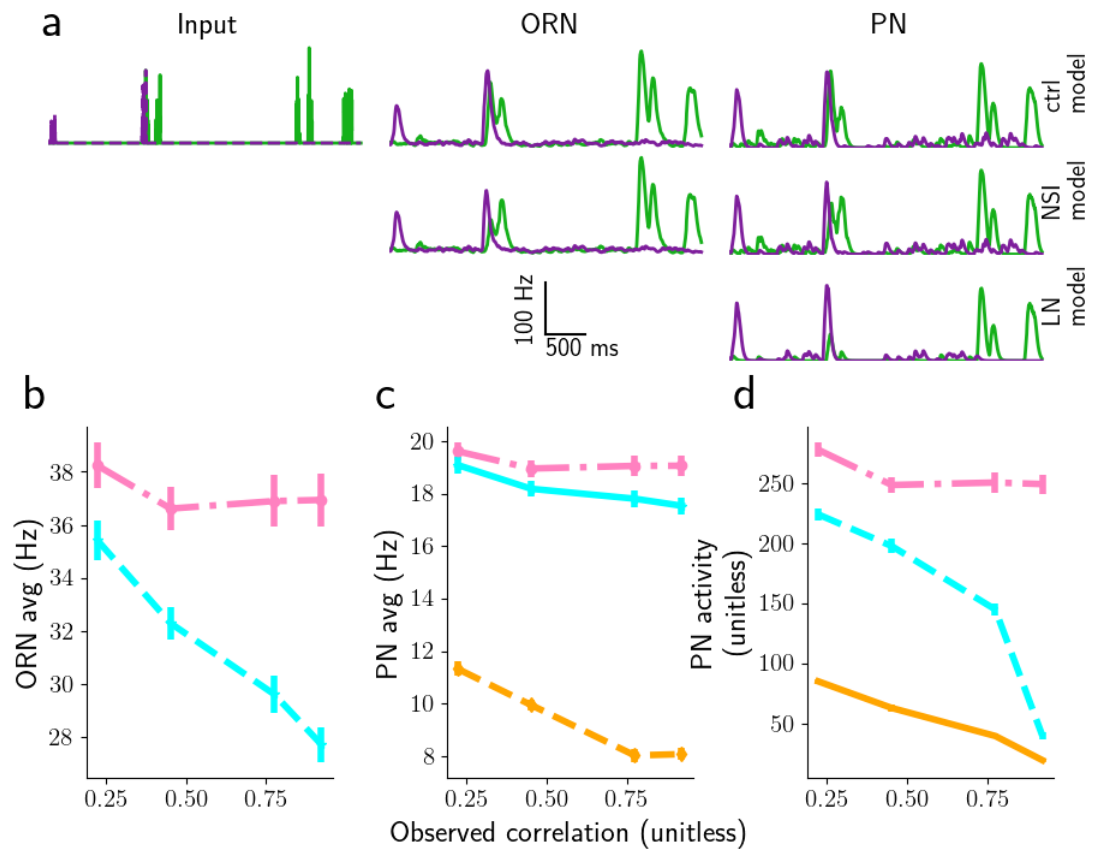 a
Input
ORN
PN
ctrl
model
NSI
model
LN
model
100 Hz
500 ms
b
c
d
ORN avg (Hz)
38
36
34
32
30
28
0.25
0.50
0.75
PN avg (Hz)
20
18
16
14
12
10
8
0.25
0.50
0.75
PN activity
(unitless)
250
200
150
100
50
0.25
0.50
0.75
Observed correlation (unitless)